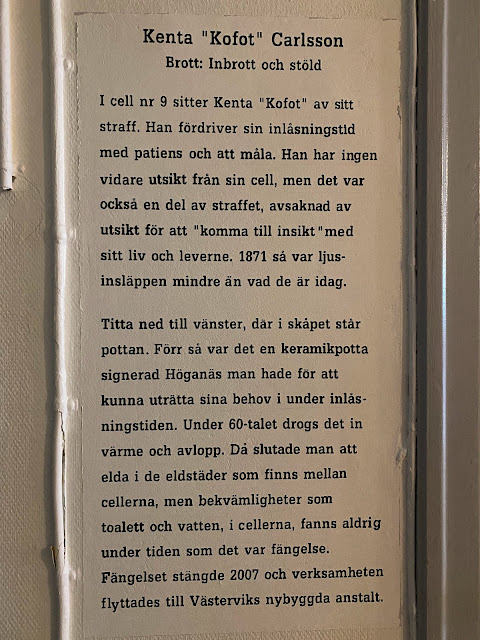 Kenta "Kofot" Carlsson
Brott: Inbrott och stöld
I cell nr 9 sitter Kenta "Kofot" av sitt
straff. Han fördriver sin inlåsningstid
med patiens och att måla. Han har ingen
vidare utsikt från sin cell, men det var
också en del av straffet, avsaknad av
utsikt för att "komma till insikt"med
sitt liv och leverne. 1871 så var ljus-
insläppen mindre än vad de är idag.
Titta ned till vänster, där i skåpet står
pottan. Förr så var det en keramikpotta
signerad Höganäs man hade för att
kunna uträtta sina behov i under inlås-
ningstiden. Under 60-talet drogs det in
värme och avlopp. Då slutade man att
elda i de eldstäder som finns mellan
cellerna, men bekvämligheter som
toalett och vatten, i cellerna, fanns aldrig
under tiden som det var fängelse.
Fängelset stängde 2007 och verksamheten
flyttades till Västerviks nybyggda anstalt.